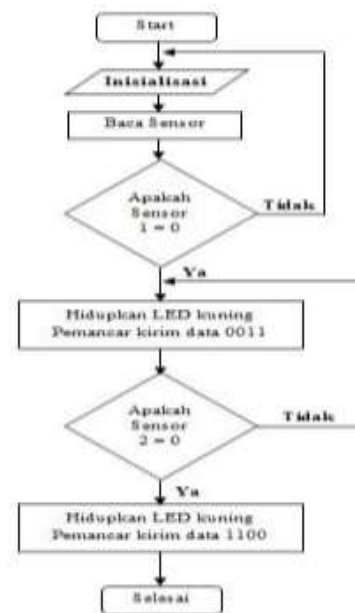 Start
Inisialisasi
Baca Sensor
Apakah
Sensor
1 = 0
Tidak
Ya
Hidupkan LED kuning
Pemancar kirim data 0011
Apakah
Sensor
2 = 0
Tidak
Ya
Hidupkan LED kuning
Pemancar kirim data 1100
Selesai